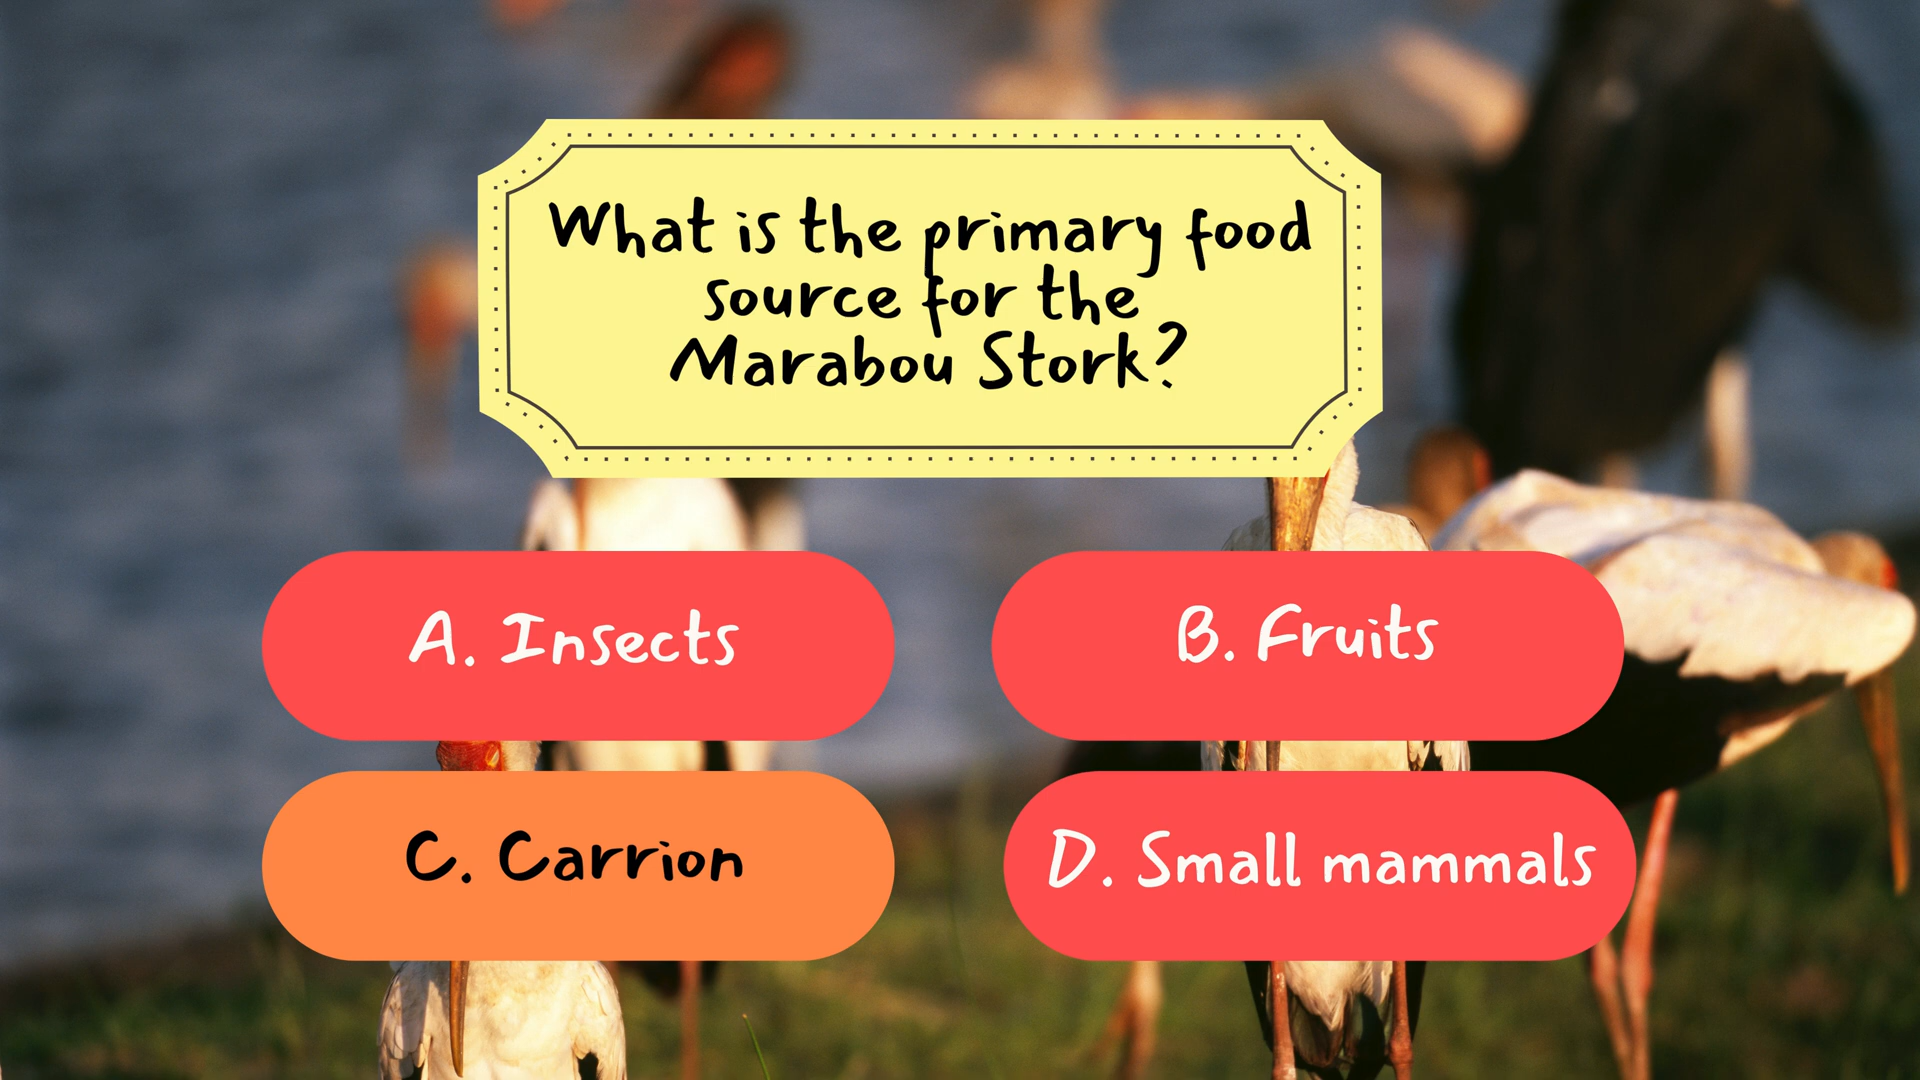 What is the primary food
source for the
Marabou Stork?
A. Insects
B. Fruits
C. Carrion
D. Small mammals